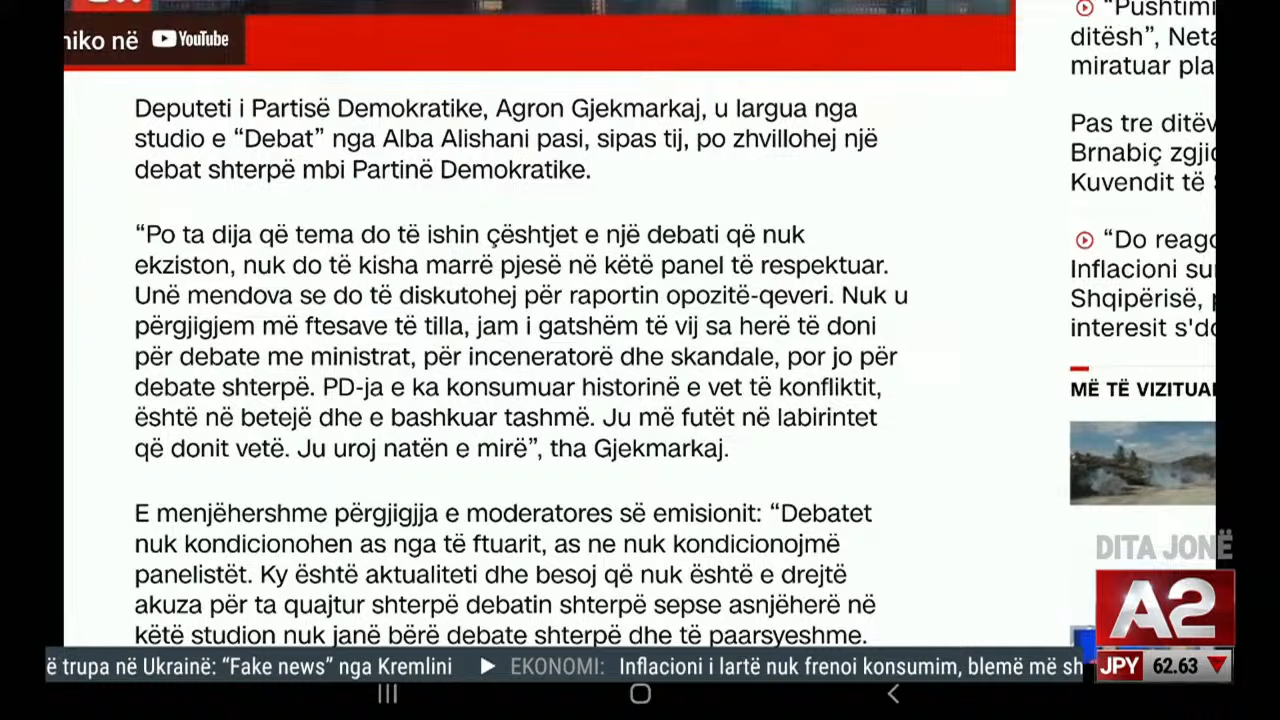 niko në YouTube
Deputeti i Partisë Demokratike, Agron Gjekmarkaj, u largua nga
studio e “Debat” nga Alba Alishani pasi, sipas tij, po zhvillohej një
debat shterpë mbi Partinë Demokratike.
“Po ta dija që tema do të ishin çështjet e një debati që nuk
ekziston, nuk do të kisha marrë pjesë në këtë panel të respektuar.
Unë mendova se do të diskutohej për raportin opozitë-qeveri. Nuk u
përgjigjem më ftesave të tilla, jam i gatshëm të vij sa herë të doni
për debate me ministrat, për inceneratorë dhe skandale, por jo për
debate shterpë. PD-ja e ka konsumuar historinë e vet të konfliktit,
është në betejë dhe e bashkuar tashmë. Ju më futët në labirintet
që donit vetë. Ju uroj natën e mirë”, tha Gjekmarkaj.
E menjëhershme përgjigjja e moderatores së emisionit: “Debatet
nuk kondicionohen as nga të ftuarit, as ne nuk kondicionojmë
panelistët. Ky është aktualiteti dhe besoj që nuk është e drejtë
akuza për ta quajtur shterpë debatin shterpë sepse asnjëherë në
këtë studion nuk janë bërë debate shterpë dhe të paarsyeshme.
“Pushtimi
ditësh”, Neta
miratuar pla
Pas tre ditëv
Brnabiç zgji
Kuvendit të
“Do reago
Inflacioni su
Shqipërisë, p
interesit s'do
MË TË VIZITUAR
DITA JONË
A2
ë trupa në Ukrainë: “Fake news” nga Kremlini ▶ EKONOMI: Inflacioni i lartë nuk frenoi konsumim, blemë më sh
JPY 62.63